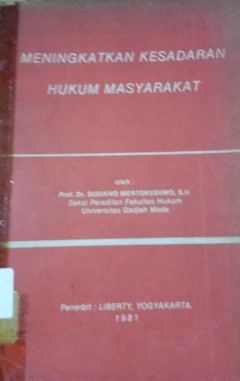 MENINGKATKAN KESADARAN
HUKUM MASYARAKAT
oleh :
Prof. Dr. SUDIKNO MERTOKUSUMO, S.H.
Seksi Peradilan Fakultas Hukum
Universitas Gadjah Mada
Penerbit : LIBERTY, YOGYAKARTA.
1981